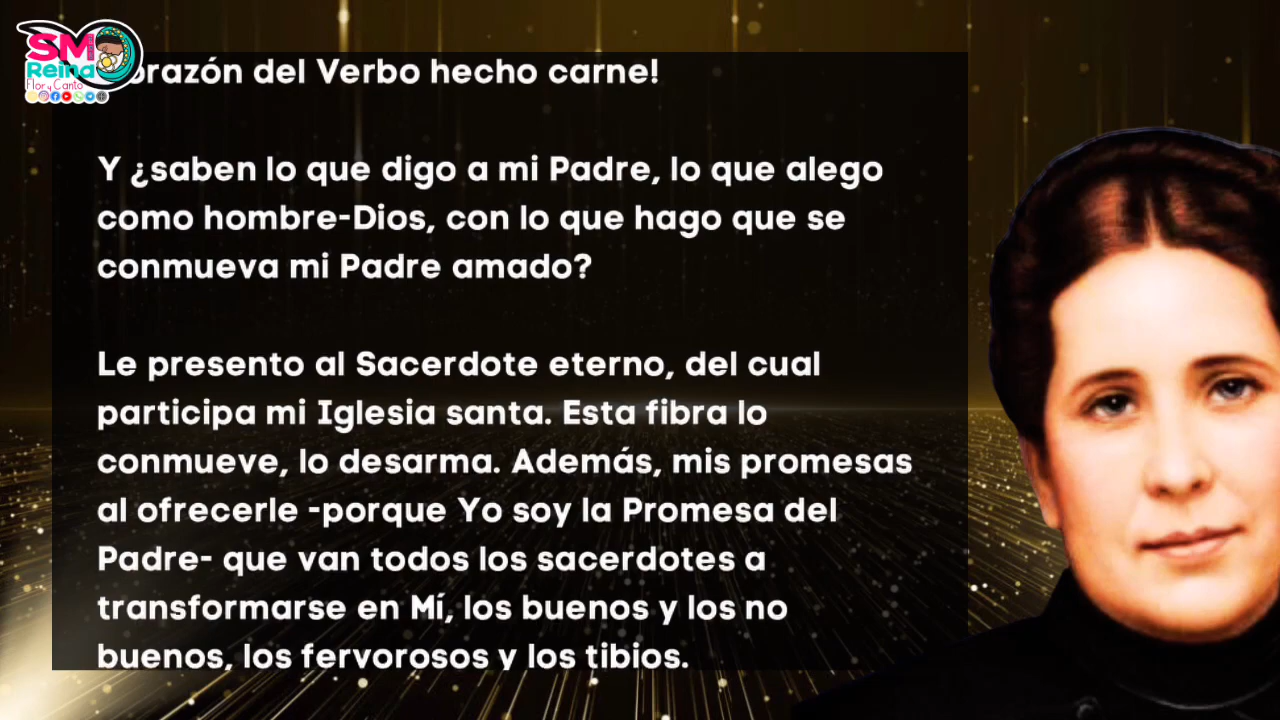 SM
Reina
Flor y Canto
orazón del Verbo hecho carne!
Y ¿saben lo que digo a mi Padre, lo que alego
como hombre-Dios, con lo que hago que se
conmueva mi Padre amado?
Le presento al Sacerdote eterno, del cual
participa mi Iglesia santa. Esta fibra lo
conmueve, lo desarma. Además, mis promesas
al ofrecerle -porque Yo soy la Promesa del
Padre- que van todos los sacerdotes a
transformarse en Mí, los buenos y los no
buenos, los fervorosos y los tibios.